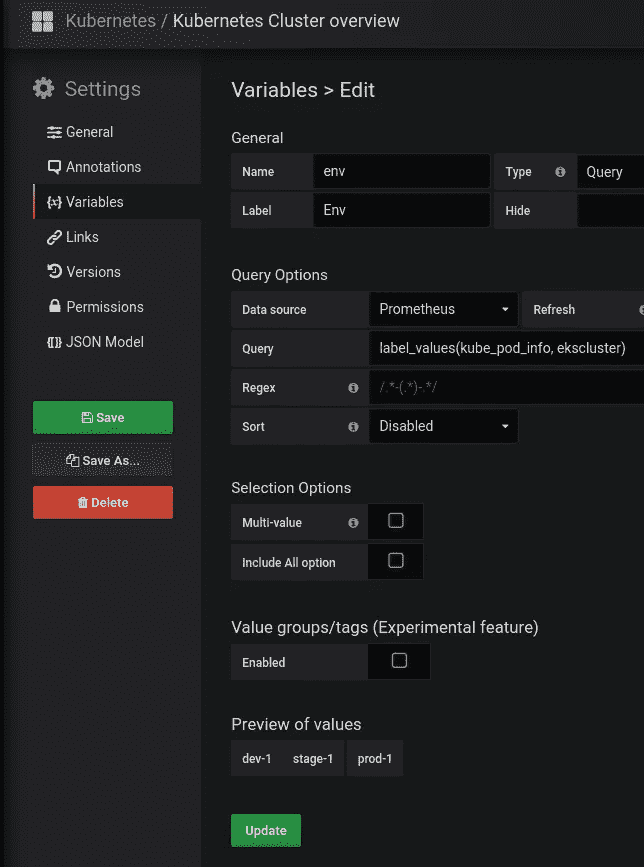 Kubernetes / Kubernetes Cluster overview
Settings
General
Annotations
Variables
Links
Versions
Permissions
JSON Model
Save
Save As...
Delete
Variables > Edit
General
Name env Type Query
Label Env Hide
Query Options
Data source Prometheus Refresh
Query label_values(kube_pod_info, ekscluster)
Regex /.*-(.*)-.*/
Sort Disabled
Selection Options
Multi-value
Include All option
Value groups/tags (Experimental feature)
Enabled
Preview of values
dev-1 stage-1 prod-1
Update